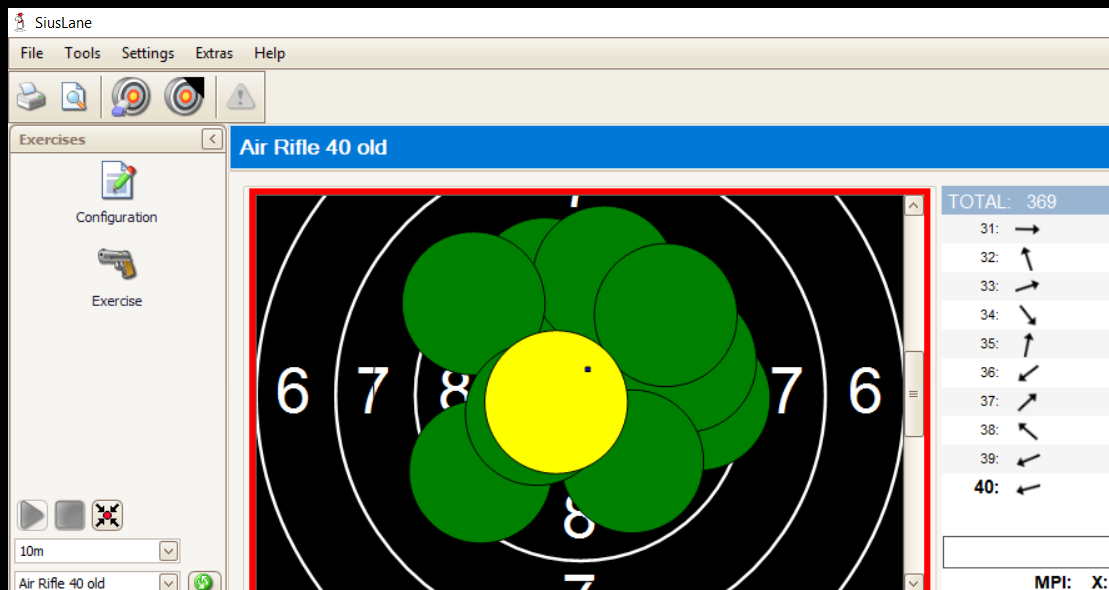 SiusLane
File Tools Settings Extras Help
Exercises
Configuration
Exercise
10m
Air Rifle 40 old
Air Rifle 40 old
7
6 7 8 7 6
8
7
TOTAL: 369
31:
32:
33:
34:
35:
36:
37:
38:
39:
40:
MPI: X: